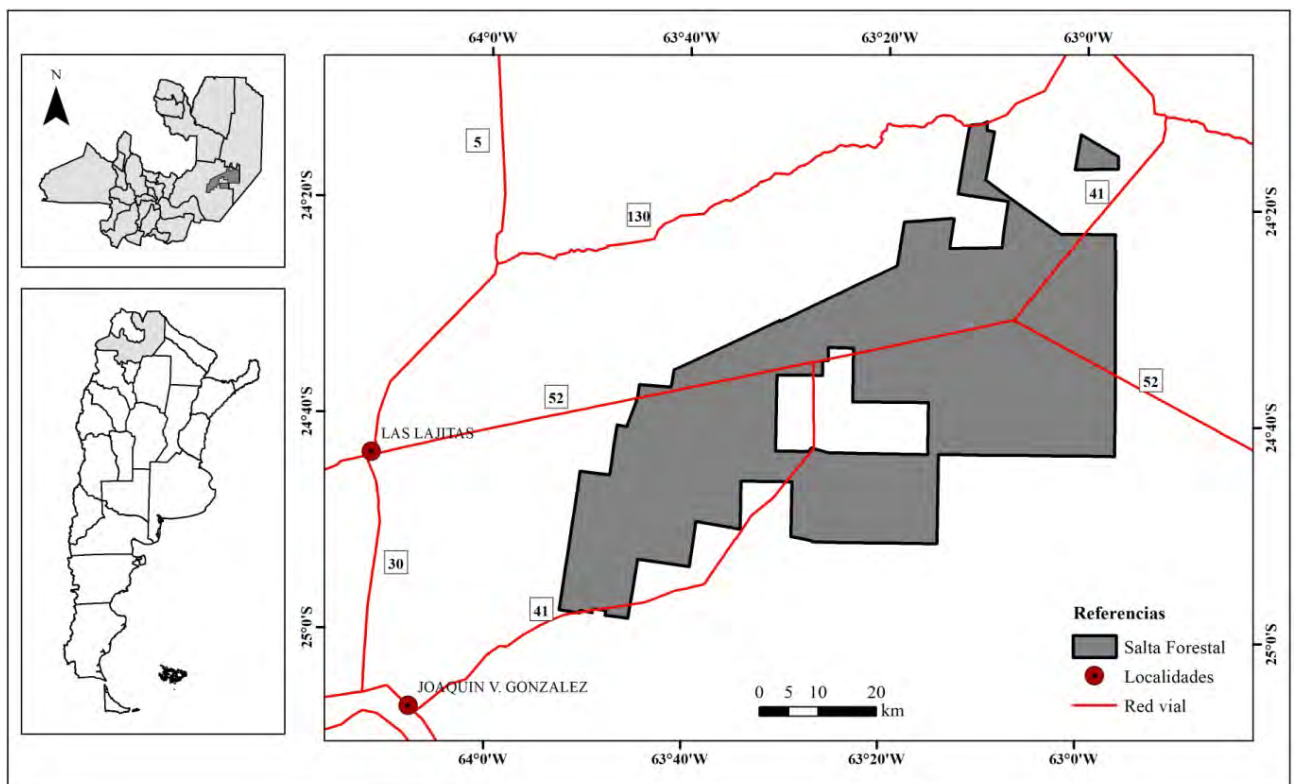 N
64°0'W
63°40'W
63°20'W
63°0'W
5
130
41
24°20'S
24°20'S
52
52
24°40'S
24°40'S
LAS LAJITAS
30
41
25°0'S
25°0'S
JOAQUIN V. GONZALEZ
Referencias
Salta Forestal
Localidades
Red vial
0 5 10 20
km
64°0'W
63°40'W
63°20'W
63°0'W